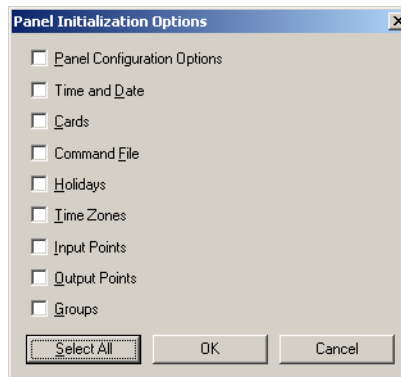 Panel Initialization Options
Panel Configuration Options
Time and Date
Cards
Command File
Holidays
Time Zones
Input Points
Output Points
Groups
Select All OK Cancel